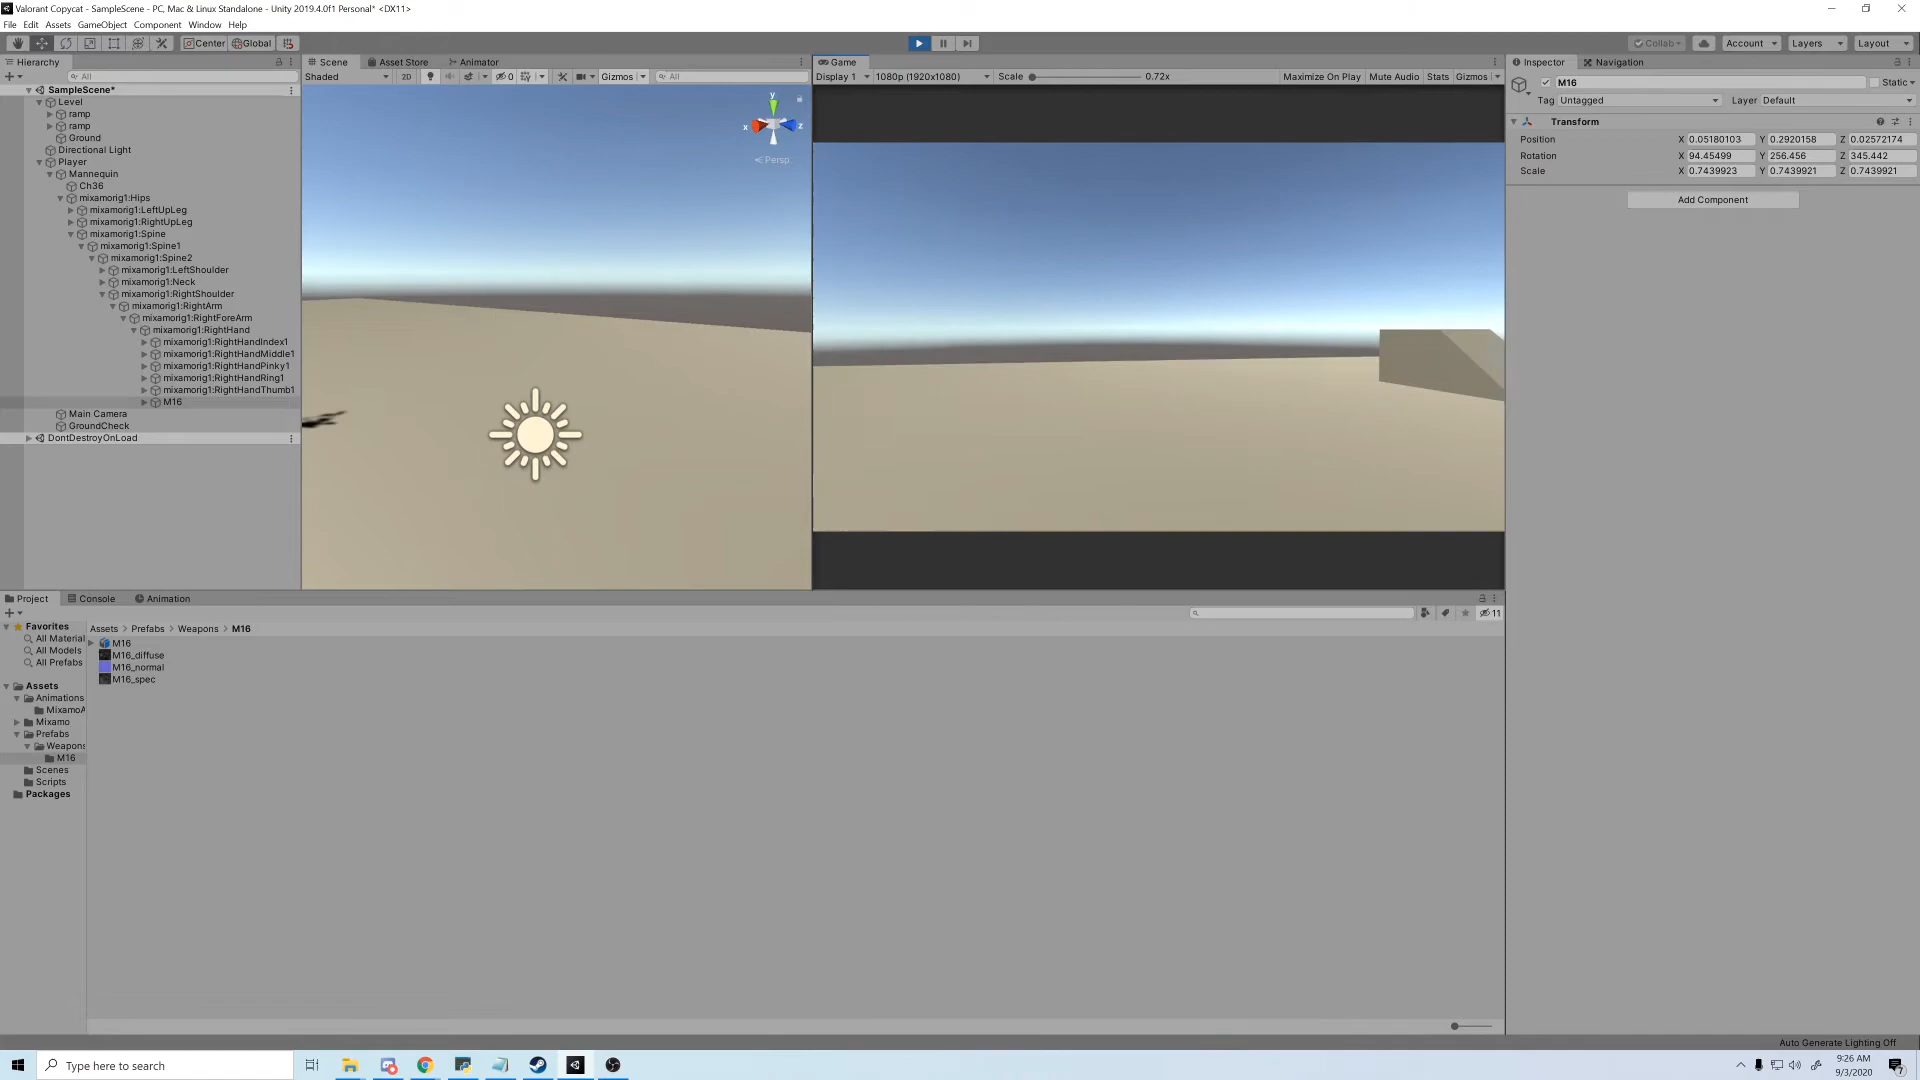 Valorant Copycat - SampleScene - PC, Mac & Linux Standalone - Unity 2019.4.0f1 Personal* <DX11>
File Edit Assets GameObject Component Window Help
Center Global Collab Account Layers Layout
Hierarchy
All
SampleScene*
Level
ramp
ramp
Ground
Directional Light
Player
Mannequin
Ch36
mixamorig1:Hips
mixamorig1:LeftUpLeg
mixamorig1:RightUpLeg
mixamorig1:Spine
mixamorig1:Spine1
mixamorig1:Spine2
mixamorig1:LeftShoulder
mixamorig1:Neck
mixamorig1:RightShoulder
mixamorig1:RightArm
mixamorig1:RightForeArm
mixamorig1:RightHand
mixamorig1:RightHandIndex1
mixamorig1:RightHandMiddle1
mixamorig1:RightHandPinky1
mixamorig1:RightHandRing1
mixamorig1:RightHandThumb1
M16
Main Camera
GroundCheck
DontDestroyOnLoad
Scene Asset Store Animator
Shaded 2D 0 Gizmos All
y
x z
Persp
Game
Display 1 1080p (1920x1080) Scale 0.72x Maximize On Play Mute Audio Stats Gizmos
Inspector Navigation
M16 Static
Tag Untagged Layer Default
Transform
Position X 0.05180103 Y 0.2920158 Z 0.02572174
Rotation X 94.45499 Y 256.456 Z 345.442
Scale X 0.7439923 Y 0.7439921 Z 0.7439921
Add Component
Project Console Animation
11
Favorites
All Material
All Models
All Prefabs
Assets
Animations
MixamoA
Mixamo
Prefabs
Weapons
M16
Scenes
Scripts
Packages
Assets > Prefabs > Weapons > M16
M16
M16_diffuse
M16_normal
M16_spec
Auto Generate Lighting Off
Type here to search
9:26 AM
9/3/2020
7